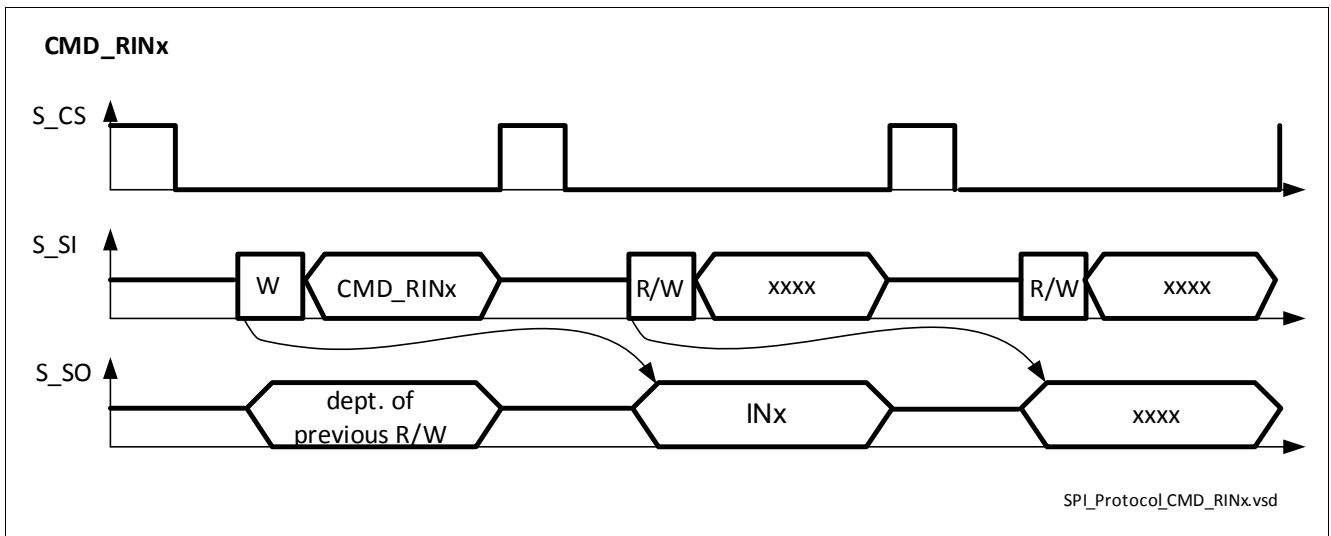 CMD_RINx
S_CS
S_SI
W
CMD_RINx
R/W
xxxx
R/W
xxxx
S_SO
dept. of
previous R/W
INx
xxxx
SPI_Protocol_CMD_RINx.vsd